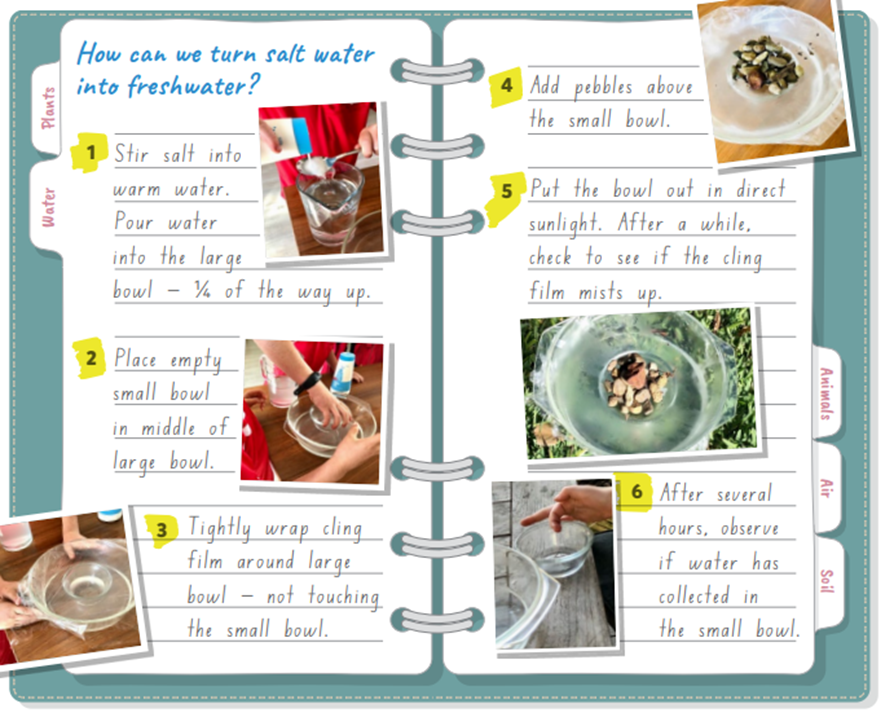 How can we turn salt water
into freshwater?
Plants
Water
1
Stir salt into
warm water.
Pour water
into the large
bowl – ¼ of the way up.
2
Place empty
small bowl
in middle of
large bowl.
3
Tightly wrap cling
film around large
bowl – not touching
the small bowl.
4
Add pebbles above
the small bowl.
5
Put the bowl out in direct
sunlight. After a while,
check to see if the cling
film mists up.
6
After several
hours, observe
if water has
collected in
the small bowl.
Animals
Air
Soil